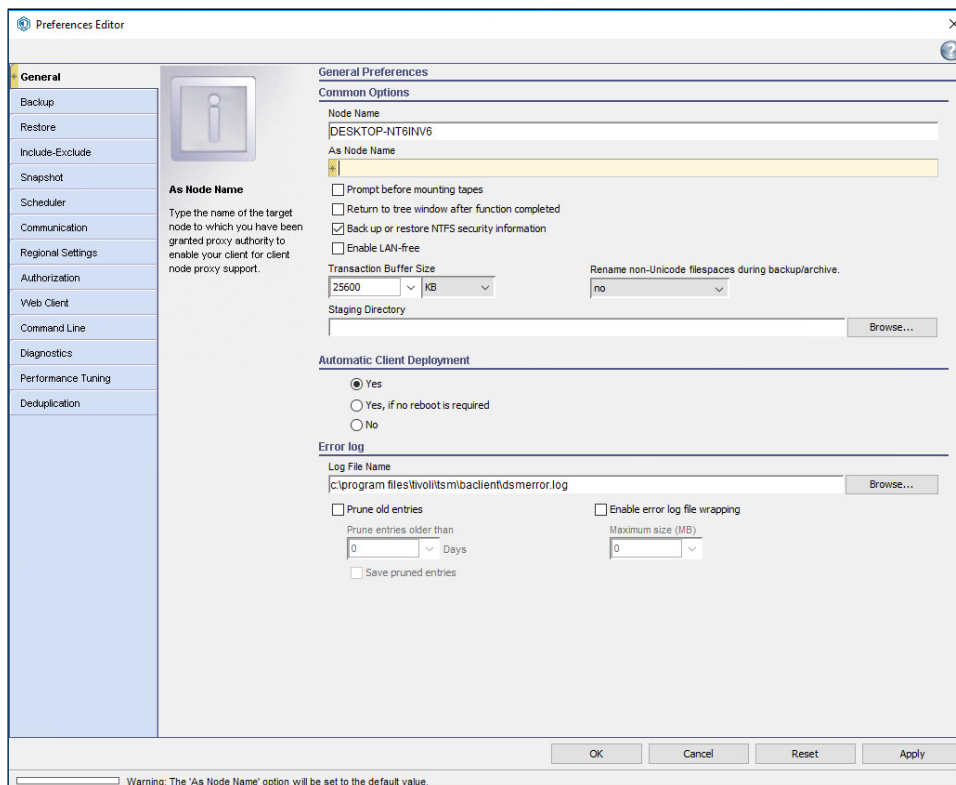 Preferences Editor
General
Backup
Restore
Include-Exclude
Snapshot
Scheduler
Communication
Regional Settings
Authorization
Web Client
Command Line
Diagnostics
Performance Tuning
Deduplication
As Node Name
Type the name of the target
node to which you have been
granted proxy authority to
enable your client for client
node proxy support.
General Preferences
Common Options
Node Name
DESKTOP-NT6INV6
As Node Name
Prompt before mounting tapes
Return to tree window after function completed
Back up or restore NTFS security information
Enable LAN-free
Transaction Buffer Size
25600 KB
Rename non-Unicode filespaces during backup/archive.
no
Staging Directory
Browse...
Automatic Client Deployment
Yes
Yes, if no reboot is required
No
Error log
Log File Name
c:\program files\tivoli\tsm\baclient\dsmerror.log Browse...
Prune old entries
Prune entries older than
0 Days
Save pruned entries
Enable error log file wrapping
Maximum size (MB)
0
OK Cancel Reset Apply
Warning: The 'As Node Name' option will be set to the default value.